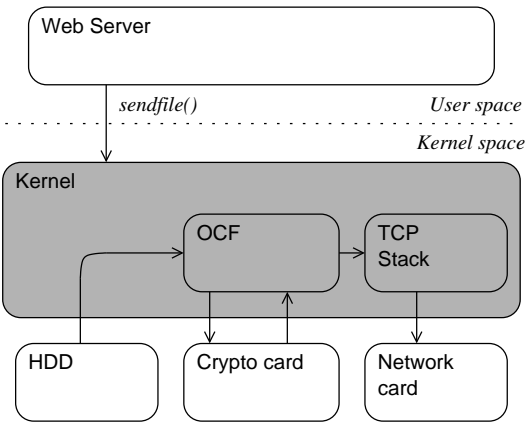 Web Server
sendfile()
User space
Kernel space
Kernel
OCF
TCP
Stack
HDD
Crypto card
Network
card